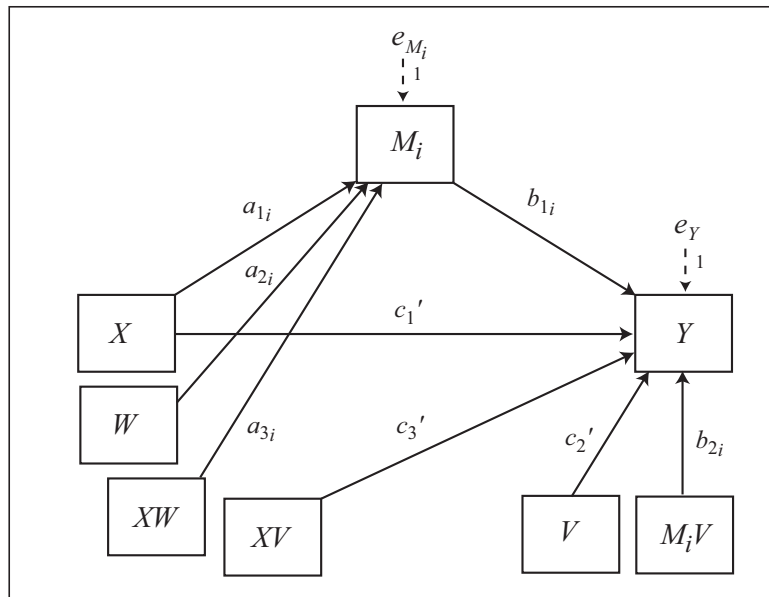 e_{M_i}
1
M_i
a_{1i}
b_{1i}
e_Y
1
a_{2i}
X
c_1′
Y
W
a_{3i}
c_3′
c_2′
b_{2i}
XW
XV
V
M_iV